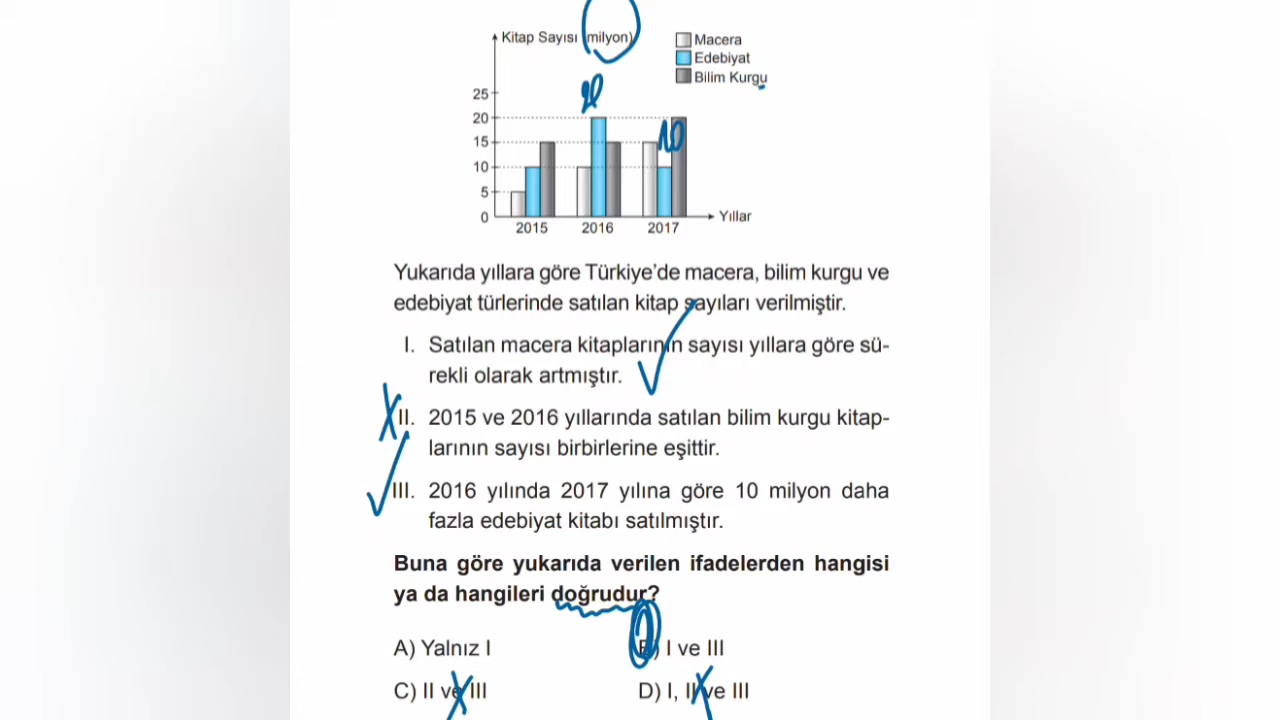 Kitap Sayısı (milyon)
Macera
Edebiyat
Bilim Kurgu
25
20
20
15
10
10
5
0
2015 2016 2017
Yıllar
Yukarıda yıllara göre Türkiye'de macera, bilim kurgu ve
edebiyat türlerinde satılan kitap sayıları verilmiştir.
I. Satılan macera kitaplarının sayısı yıllara göre sü-
rekli olarak artmıştır.
II. 2015 ve 2016 yıllarında satılan bilim kurgu kitap-
larının sayısı birbirlerine eşittir.
III. 2016 yılında 2017 yılına göre 10 milyon daha
fazla edebiyat kitabı satılmıştır.
Buna göre yukarıda verilen ifadelerden hangisi
ya da hangileri doğrudur?
A) Yalnız I
B) I ve III
C) II ve III
D) I, II ve III